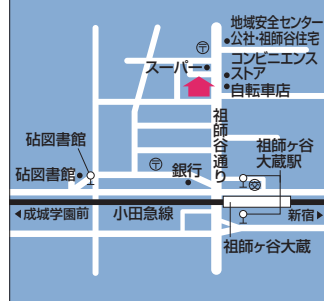 地域安全センター
公社・祖師谷住宅
コンビニエンス
ストア
スーパー
自転車店
祖師谷通り
砧図書館
祖師ヶ谷
大蔵駅
砧図書館
銀行
成城学園前
小田急線
新宿
祖師ヶ谷大蔵